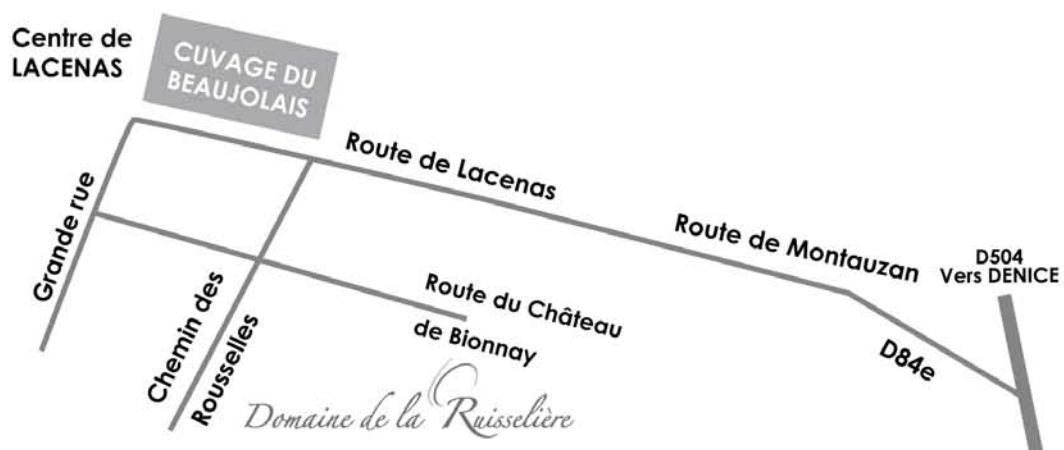 Centre de
LACENAS
CUVAGE DU
BEAUJOLAIS
Route de Lacenas
Route de Montauzan
D504
Vers DENICE
Grande rue
Chemin des
Rousselles
Route du Château
de Bionnay
D84e
Domaine de la Ruisselière